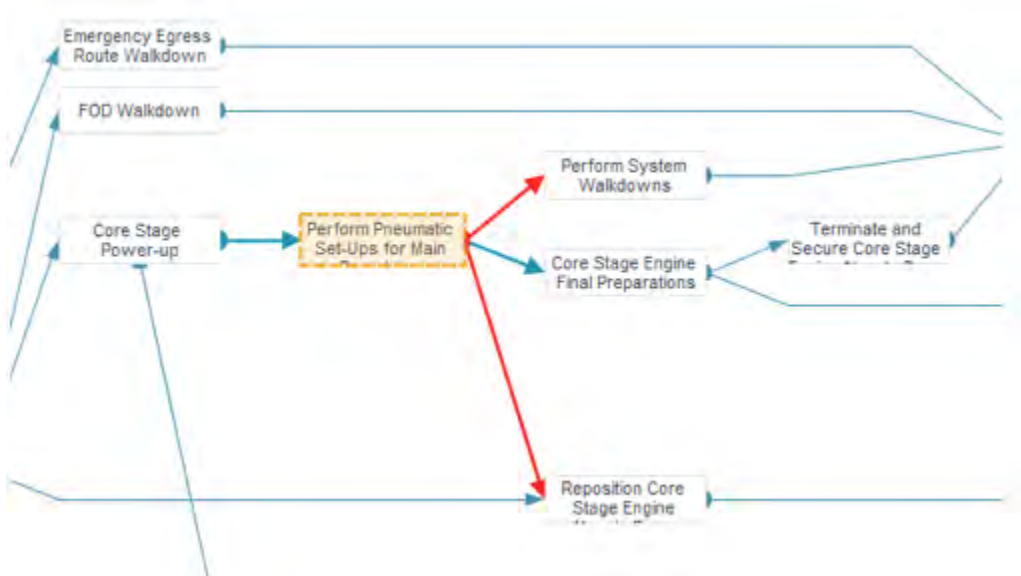 Emergency Egress
Route Walkdown
FOD Walkdown
Perform System
Walkdowns
Core Stage
Power-up
Perform Pneumatic
Set-Ups for Main
Terminate and
Secure Core Stage
Core Stage Engine
Final Preparations
Reposition Core
Stage Engine